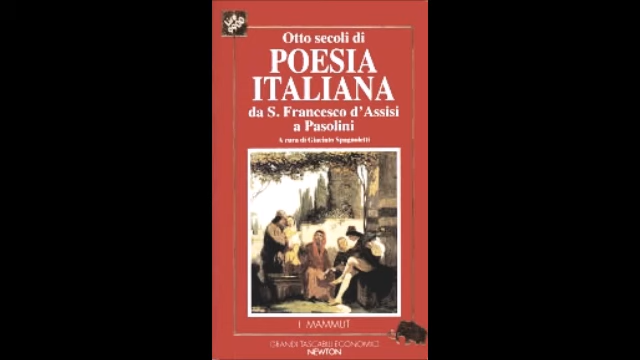 Otto secoli di
POESIA
ITALIANA
da S. Francesco d'Assisi
a Pasolini
A cura di Giacinto Spagnoletti
I MAMMUT
GRANDI TASCABILI ECONOMICI
NEWTON